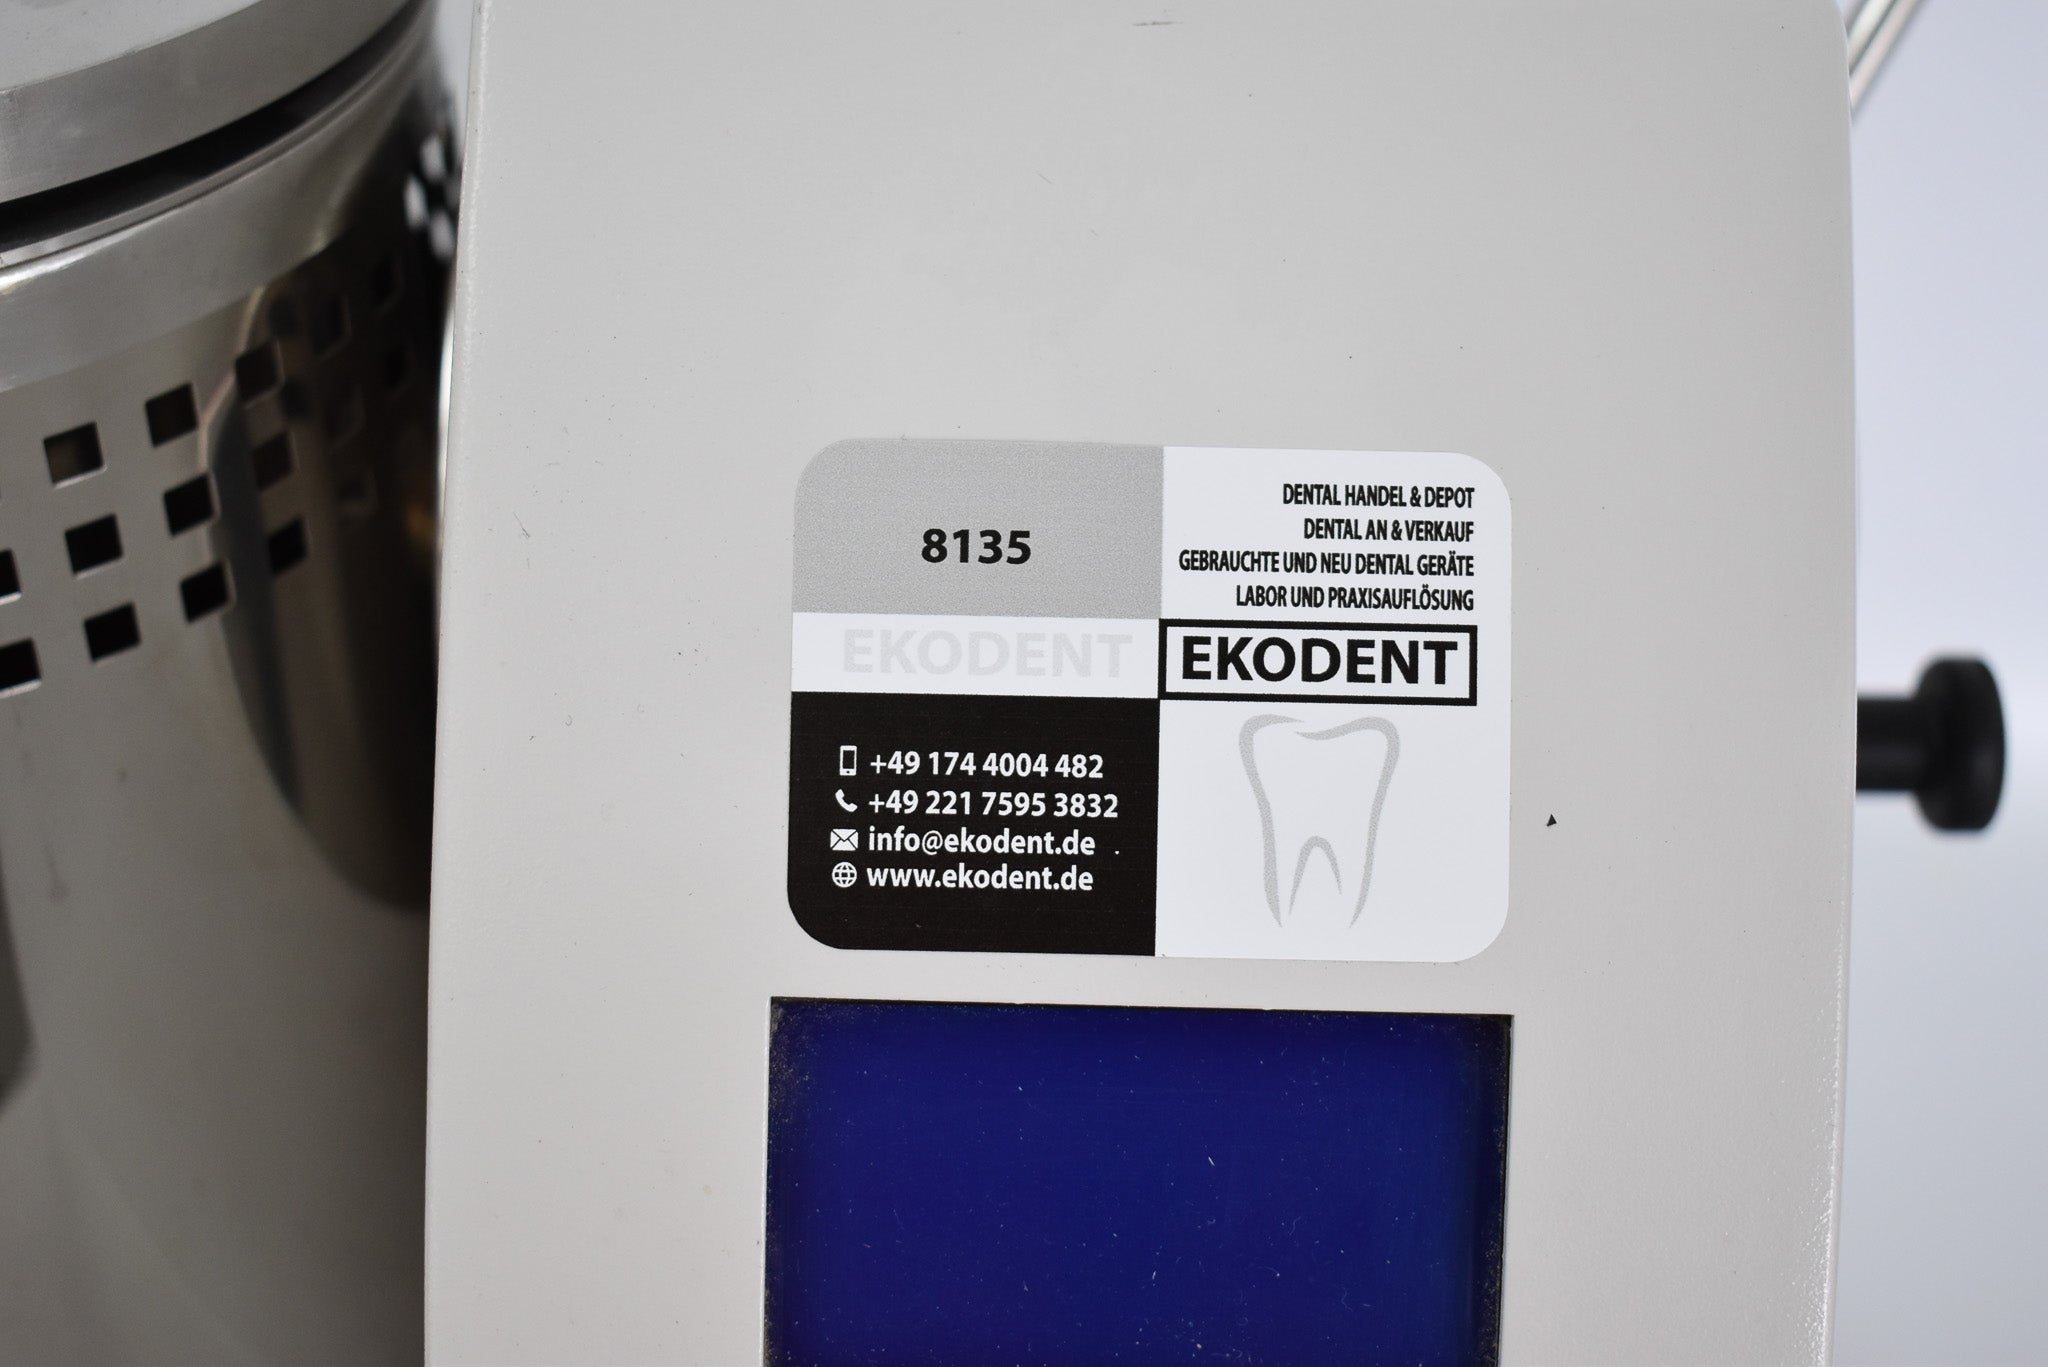 8135
DENTAL HANDEL & DEPOT
DENTAL AN & VERKAUF
GEBRAUCHTE UND NEU DENTAL GERÄTE
LABOR UND PRAXISAUFLÖSUNG
EKODENT
EKODENT
+49 174 4004 482
+49 221 7595 3832
info@ekodent.de
www.ekodent.de